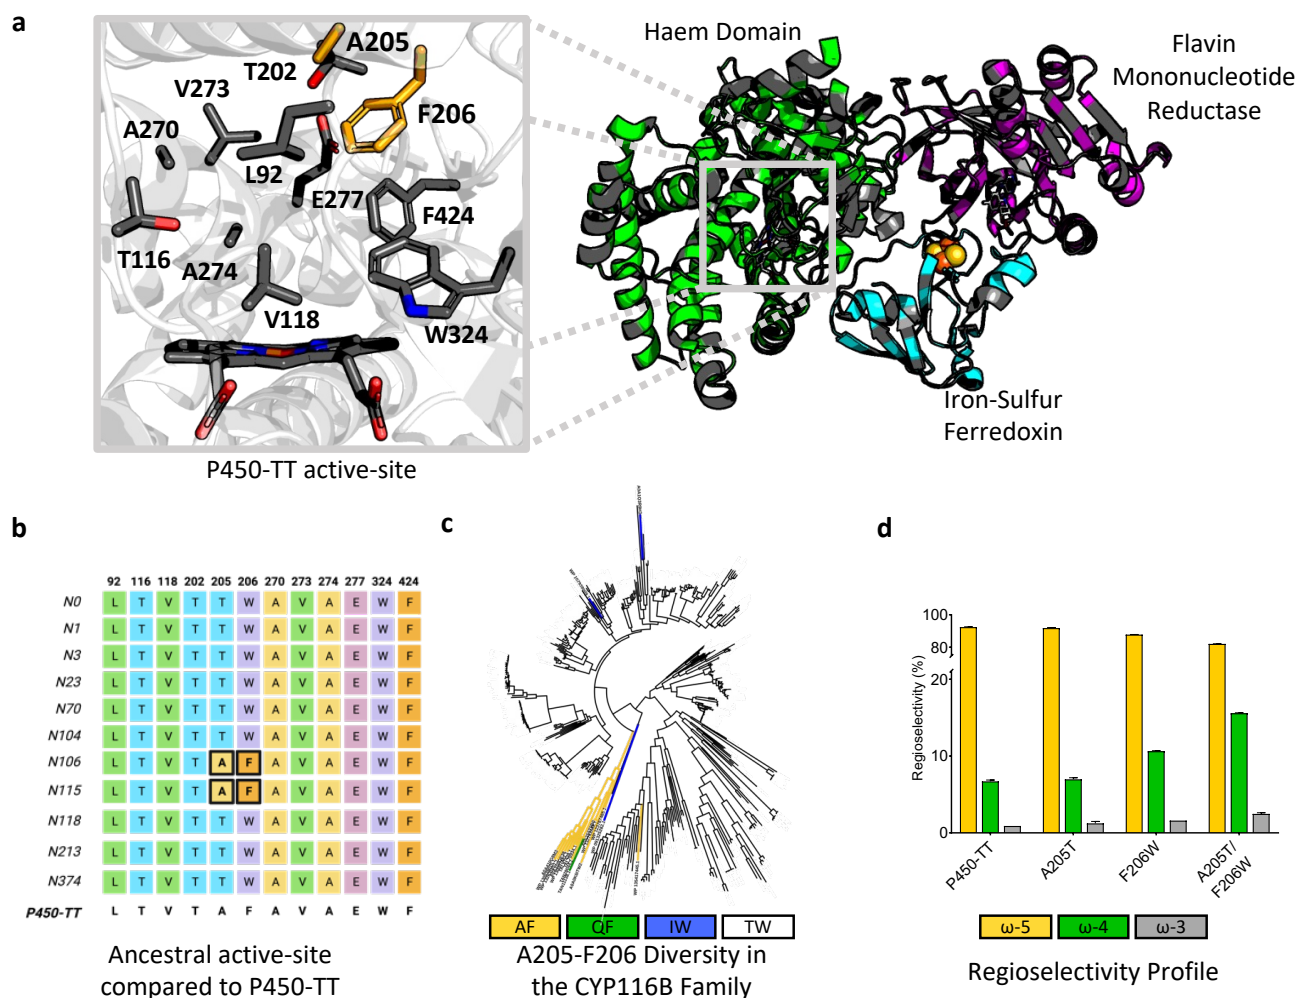 a
A205
T202
V273
F206
A270
L92
E277
F424
T116
A274
V118
W324
P450-TT active-site
Haem Domain
Flavin
Mononucleotide
Reductase
Iron-Sulfur
Ferredoxin
b
92 116 118 202 205 206 270 273 274 277 324 424
N0 L T V T T W A V A E W F
N1 L T V T T W A V A E W F
N3 L T V T T W A V A E W F
N23 L T V T T W A V A E W F
N70 L T V T T W A V A E W F
N104 L T V T T W A V A E W F
N106 L T V T A F A V A E W F
N115 L T V T A F A V A E W F
N118 L T V T T W A V A E W F
N213 L T V T T W A V A E W F
N374 L T V T T W A V A E W F
P450-TT L T V T A F A V A E W F
Ancestral active-site
compared to P450-TT
c
AF QF IW TW
A205-F206 Diversity in
the CYP116B Family
d
Regioselectivity (%)
100
80
20
10
0
P450-TT
A205T
F206W
A205T/
F206W
ω-5 ω-4 ω-3
Regioselectivity Profile